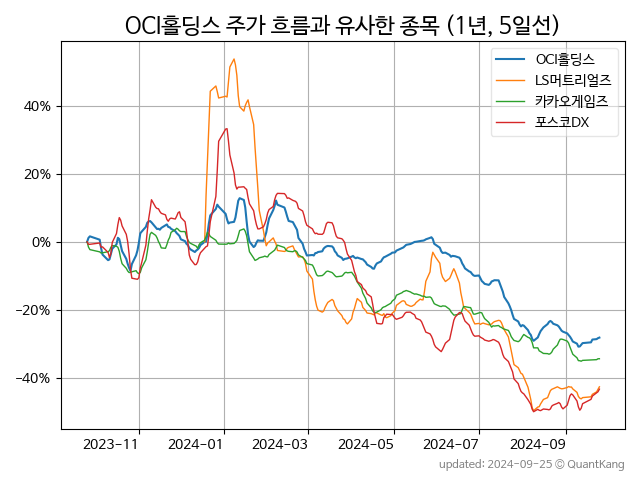 OCI홀딩스 주가 흐름과 유사한 종목 (1년, 5일선)
OCI홀딩스
LS머트리얼즈
카카오게임즈
포스코DX
40%
20%
0%
−20%
−40%
2023-11
2024-01
2024-03
2024-05
2024-07
2024-09
updated: 2024-09-25 © QuantKang